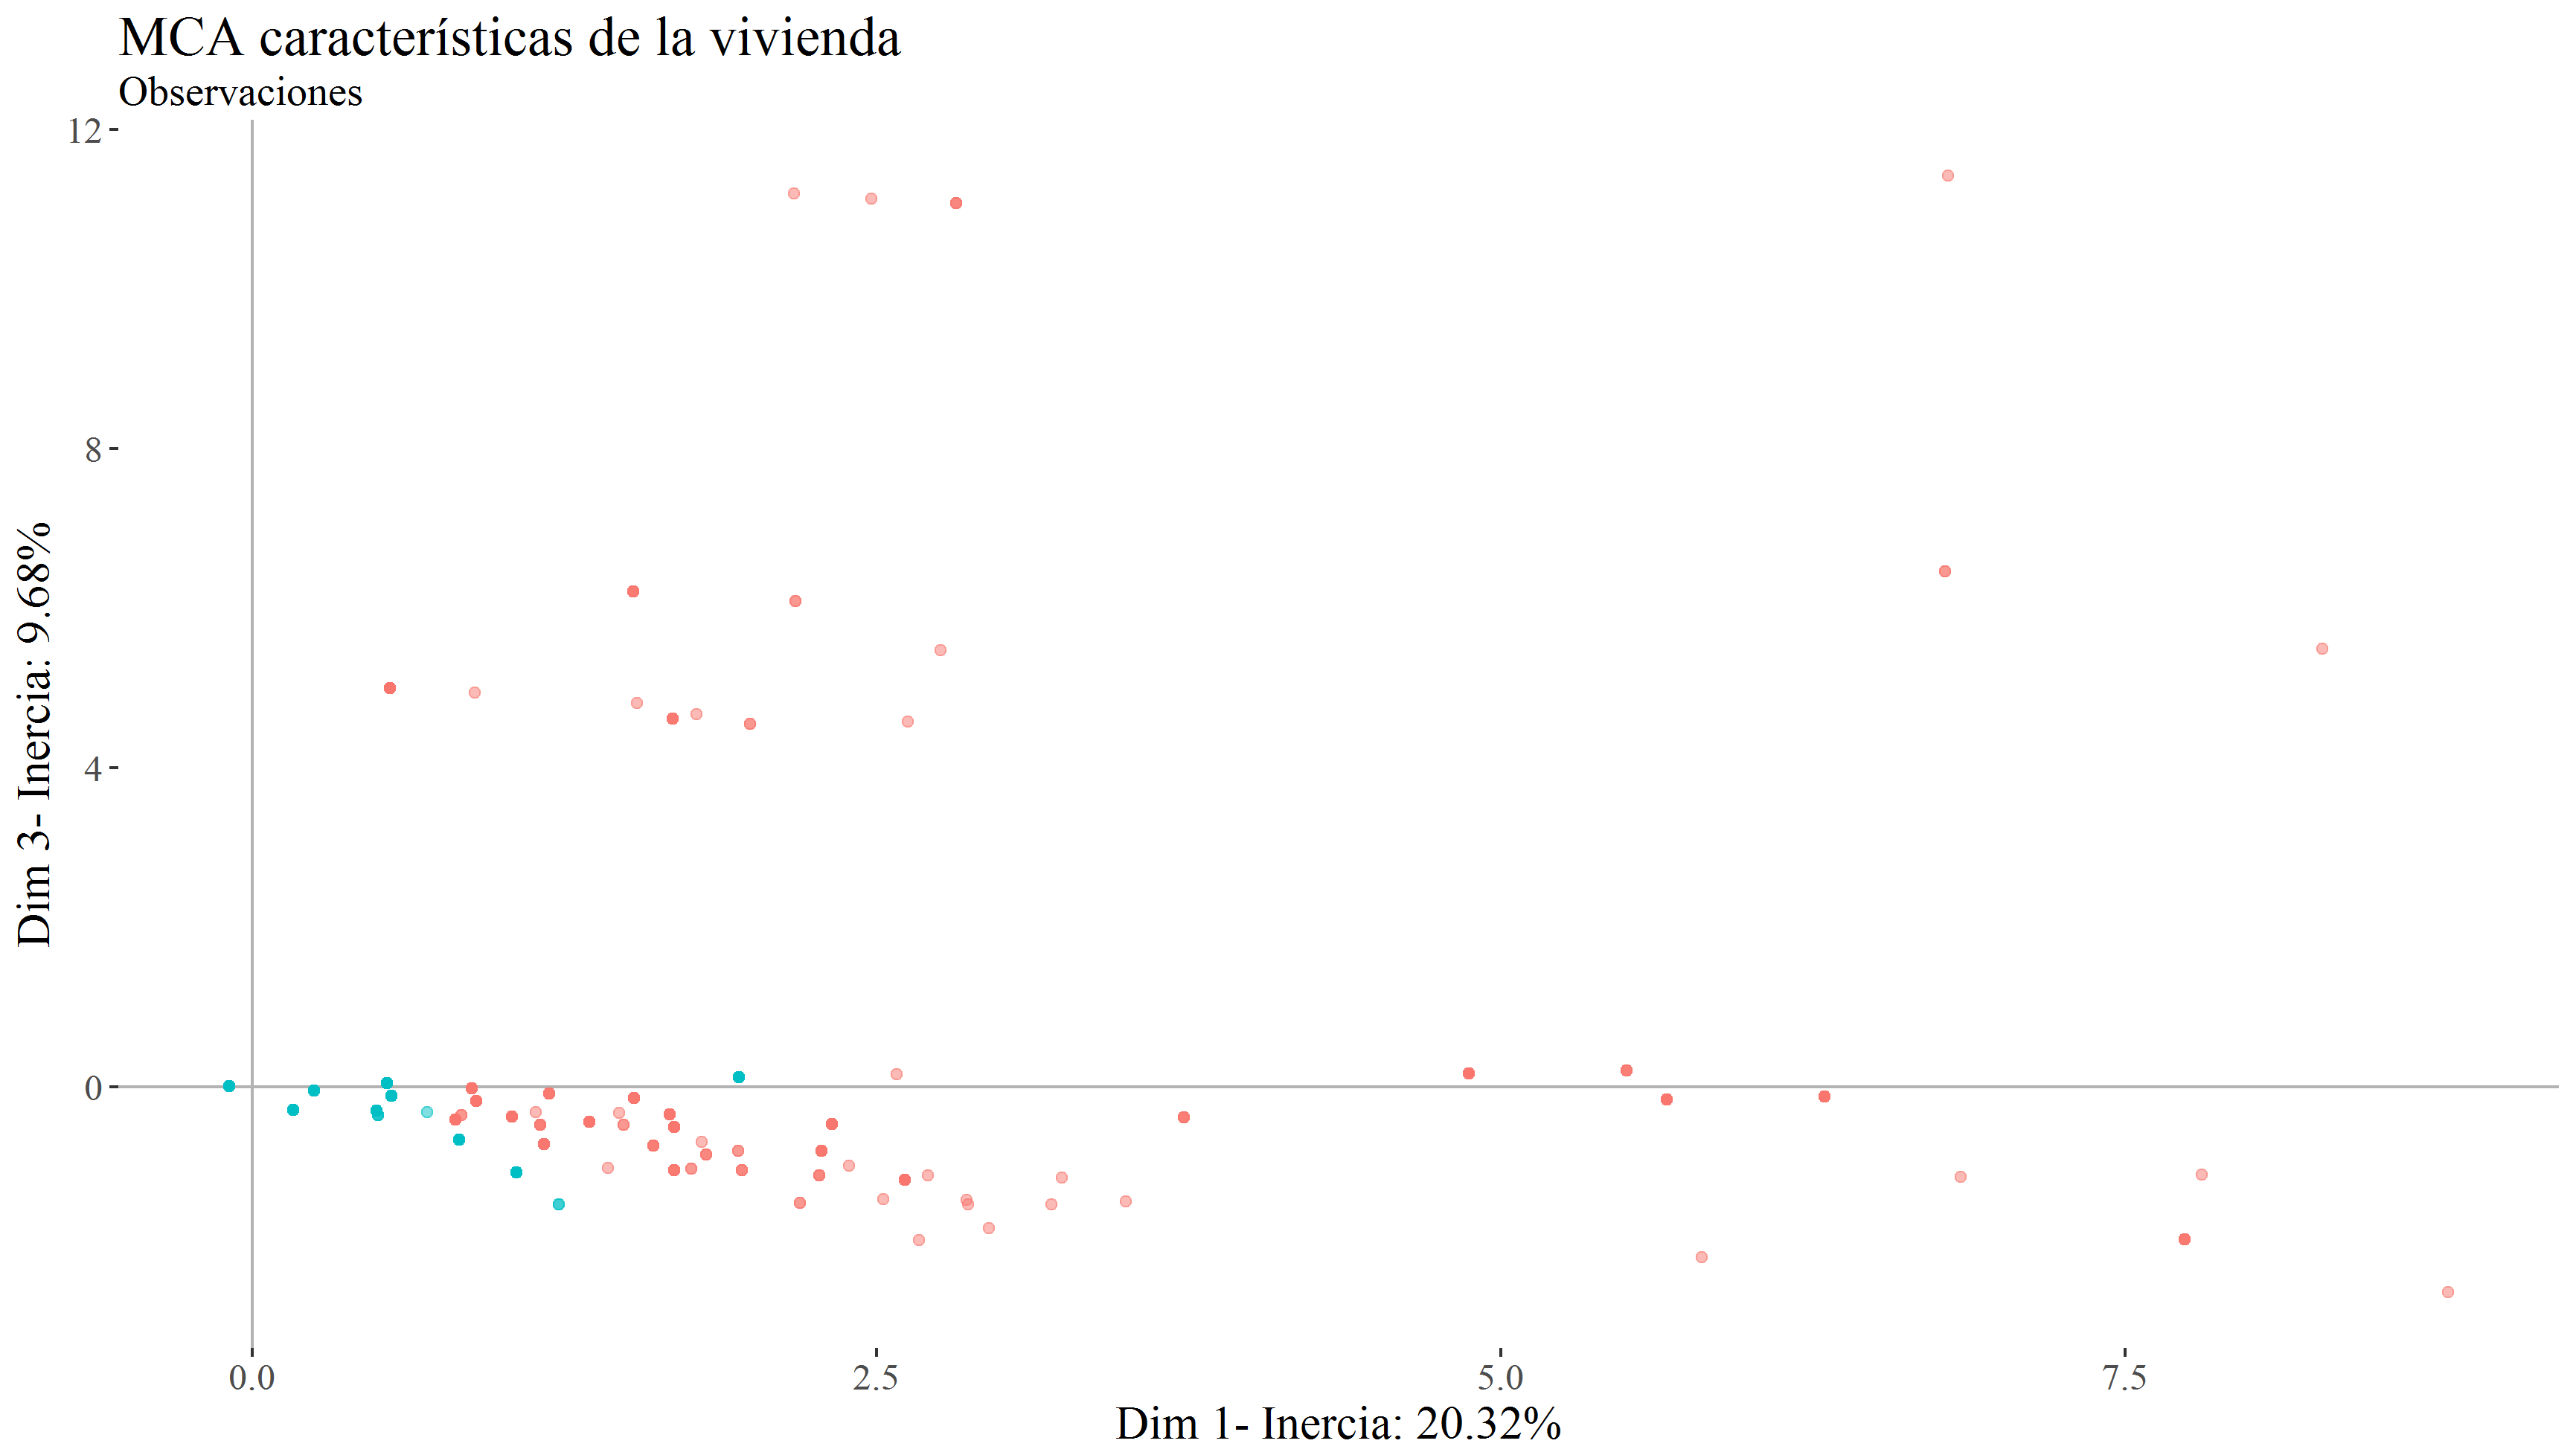 MCA características de la vivienda
Observaciones
12
8
4
0
Dim 3- Inercia: 9.68%
0.0
2.5
5.0
7.5
Dim 1- Inercia: 20.32%